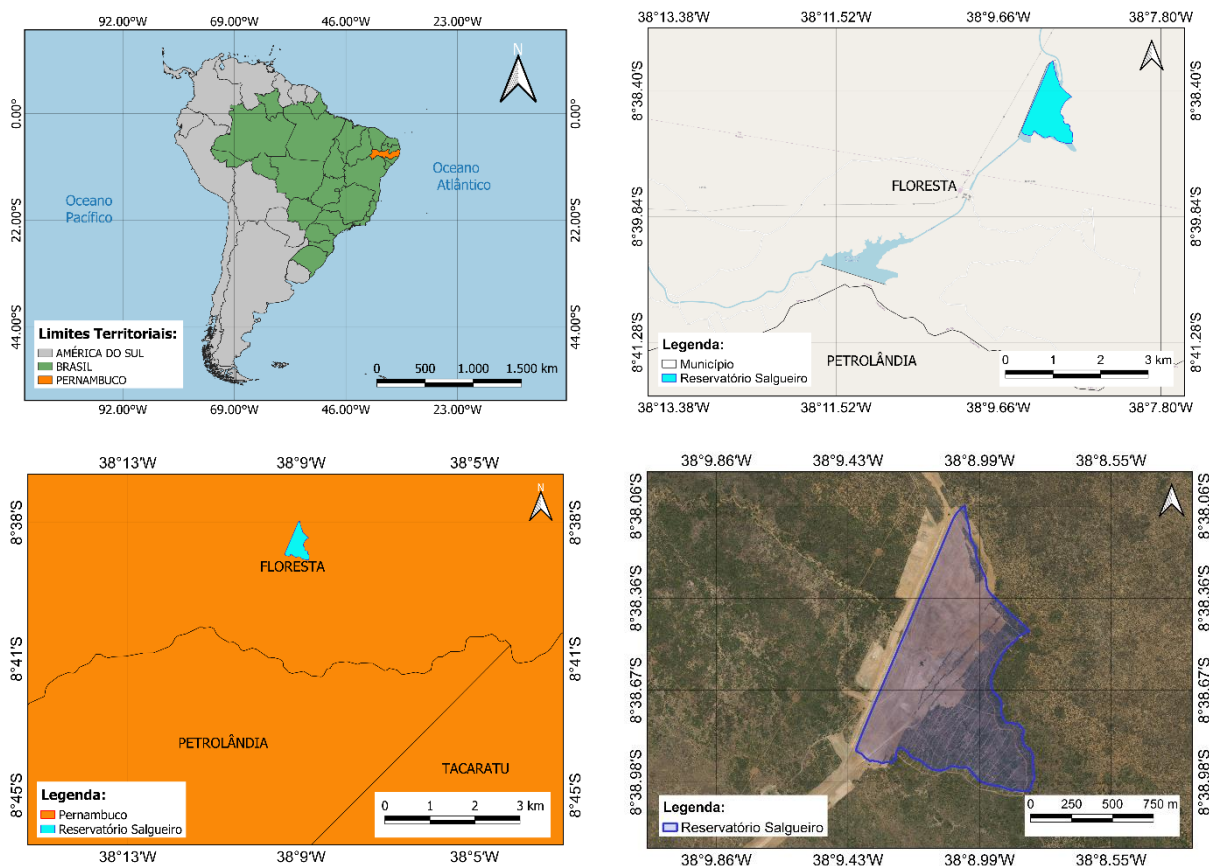 92.00°W 69.00°W 46.00°W 23.00°W
0.00°
22.00°S
44.00°S
N
Oceano
Atlântico
Oceano
Pacífico
Limites Territoriais:
AMÉRICA DO SUL
BRASIL
PERNAMBUCO
0 500 1.000 1.500 km
0.00°
22.00°S
44.00°S
92.00°W 69.00°W 46.00°W 23.00°W
38°13.38'W 38°11.52'W 38°9.66'W 38°7.80'W
8°38.40'S
8°39.84'S
8°41.28'S
FLORESTA
PETROLÂNDIA
Legenda:
Município
Reservatório Salgueiro
0 1 2 3 km
8°38.40'S
8°39.84'S
8°41.28'S
38°13.38'W 38°11.52'W 38°9.66'W 38°7.80'W
38°13'W 38°9'W 38°5'W
8°38'S
8°41'S
8°45'S
N
FLORESTA
PETROLÂNDIA
TACARATU
Legenda:
Pernambuco
Reservatório Salgueiro
0 1 2 3 km
8°38'S
8°41'S
8°45'S
38°13'W 38°9'W 38°5'W
38°9.86'W 38°9.43'W 38°8.99'W 38°8.55'W
8°38.06'S
8°38.36'S
8°38.67'S
8°38.98'S
Legenda:
Reservatório Salgueiro
0 250 500 750 m
8°38.06'S
8°38.36'S
8°38.67'S
8°38.98'S
38°9.86'W 38°9.43'W 38°8.99'W 38°8.55'W